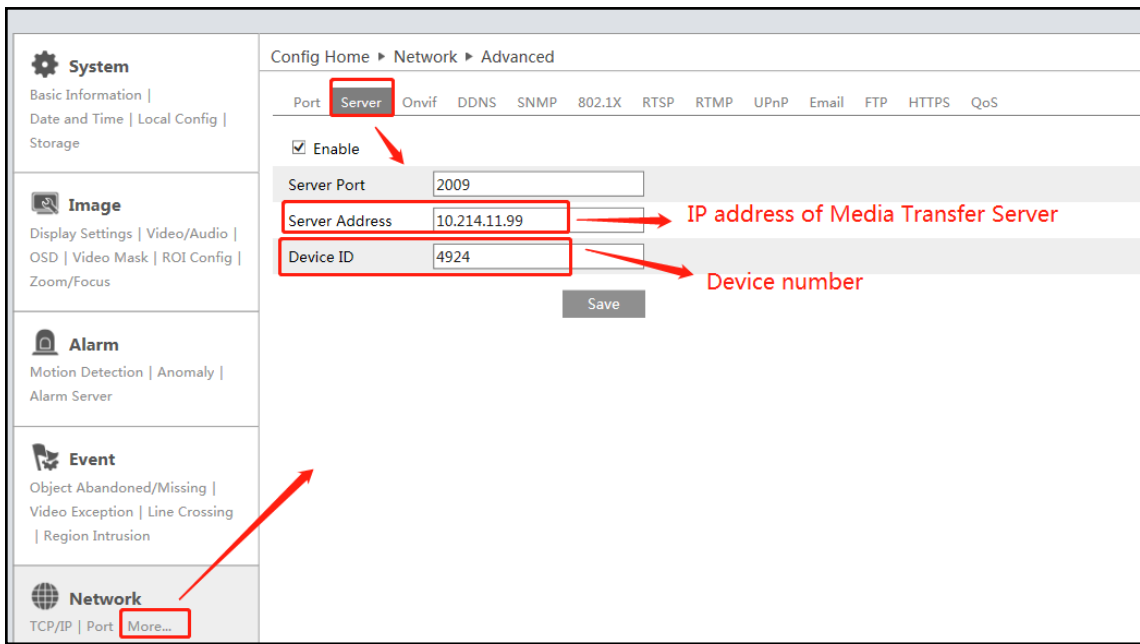 System
Basic Information |
Date and Time | Local Config |
Storage
Image
Display Settings | Video/Audio |
OSD | Video Mask | ROI Config |
Zoom/Focus
Alarm
Motion Detection | Anomaly |
Alarm Server
Event
Object Abandoned/Missing |
Video Exception | Line Crossing
| Region Intrusion
Network
TCP/IP | Port | More...
Config Home ▶ Network ▶ Advanced
Port Server Onvif DDNS SNMP 802.1X RTSP RTMP UPnP Email FTP HTTPS QoS
Enable
Server Port 2009
Server Address 10.214.11.99 IP address of Media Transfer Server
Device ID 4924 Device number
Save